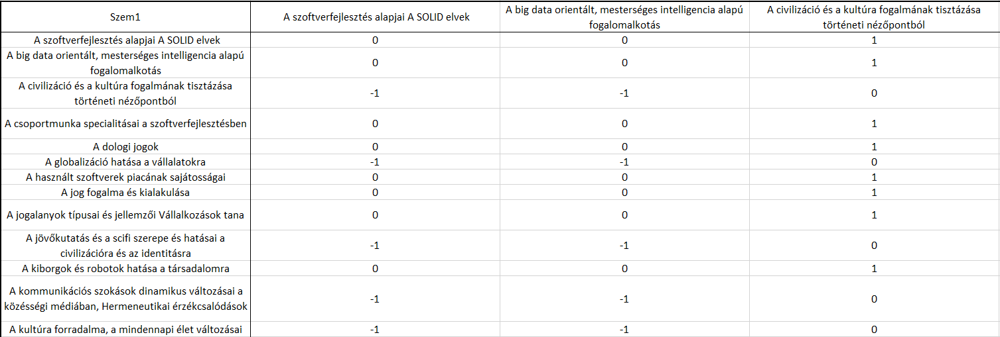 Szem1 A szoftverfejlesztés alapjai A SOLID elvek A big data orientált, mesterséges intelligencia alapú fogalomalkotás A civilizáció és a kultúra fogalmának tisztázása történeti nézőpontból
A szoftverfejlesztés alapjai A SOLID elvek 0 0 1
A big data orientált, mesterséges intelligencia alapú
fogalomalkotás 0 0 1
A civilizáció és a kultúra fogalmának tisztázása
történeti nézőpontból -1 -1 0
A csoportmunka specialitásai a szoftverfejlesztésben 0 0 1
A dologi jogok 0 0 1
A globalizáció hatása a vállalatokra -1 -1 0
A használt szoftverek piacának sajátosságai 0 0 1
A jog fogalma és kialakulása 0 0 1
A jogalanyok típusai és jellemzői Vállalkozások tana 0 0 1
A jövőkutatás és a scifi szerepe és hatásai a
civilizációra és az identitásra -1 -1 0
A kiborgok és robotok hatása a társadalomra 0 0 1
A kommunikációs szokások dinamikus változásai a
közésségi médiában, Hermeneutikai érzékcsalódások -1 -1 0
A kultúra forradalma, a mindennapi élet változásai -1 -1 0